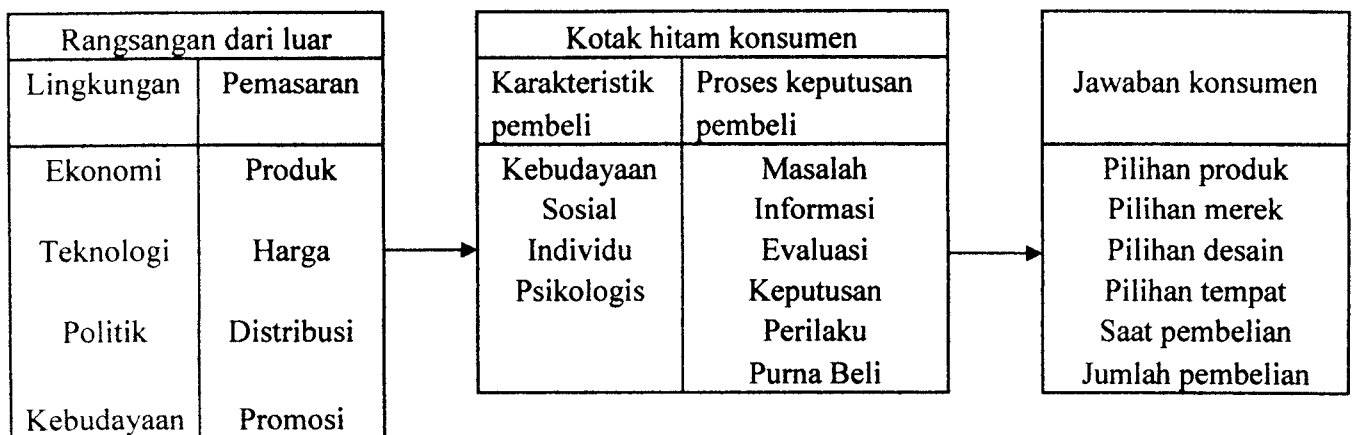 Rangsangan dari luar
Lingkungan
Pemasaran
Ekonomi
Produk
Teknologi
Harga
Politik
Distribusi
Kebudayaan
Promosi
Kotak hitam konsumen
Karakteristik
pembeli
Proses keputusan
pembeli
Kebudayaan
Sosial
Individu
Psikologis
Masalah
Informasi
Evaluasi
Keputusan
Perilaku
Purna Beli
Jawaban konsumen
Pilihan produk
Pilihan merek
Pilihan desain
Pilihan tempat
Saat pembelian
Jumlah pembelian